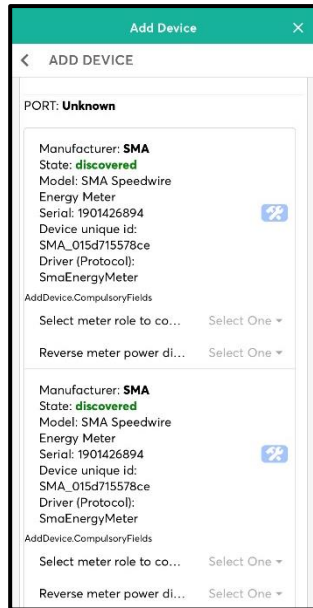 Add Device
ADD DEVICE
PORT: Unknown
Manufacturer: SMA
State: discovered
Model: SMA Speedwire
Energy Meter
Serial: 1901426894
Device unique id:
SMA_015d715578ce
Driver (Protocol):
SmaEnergyMeter
AddDevice.CompulsoryFields
Select meter role to co... Select One
Reverse meter power di... Select One
Manufacturer: SMA
State: discovered
Model: SMA Speedwire
Energy Meter
Serial: 1901426894
Device unique id:
SMA_015d715578ce
Driver (Protocol):
SmaEnergyMeter
AddDevice.CompulsoryFields
Select meter role to co... Select One
Reverse meter power di... Select One